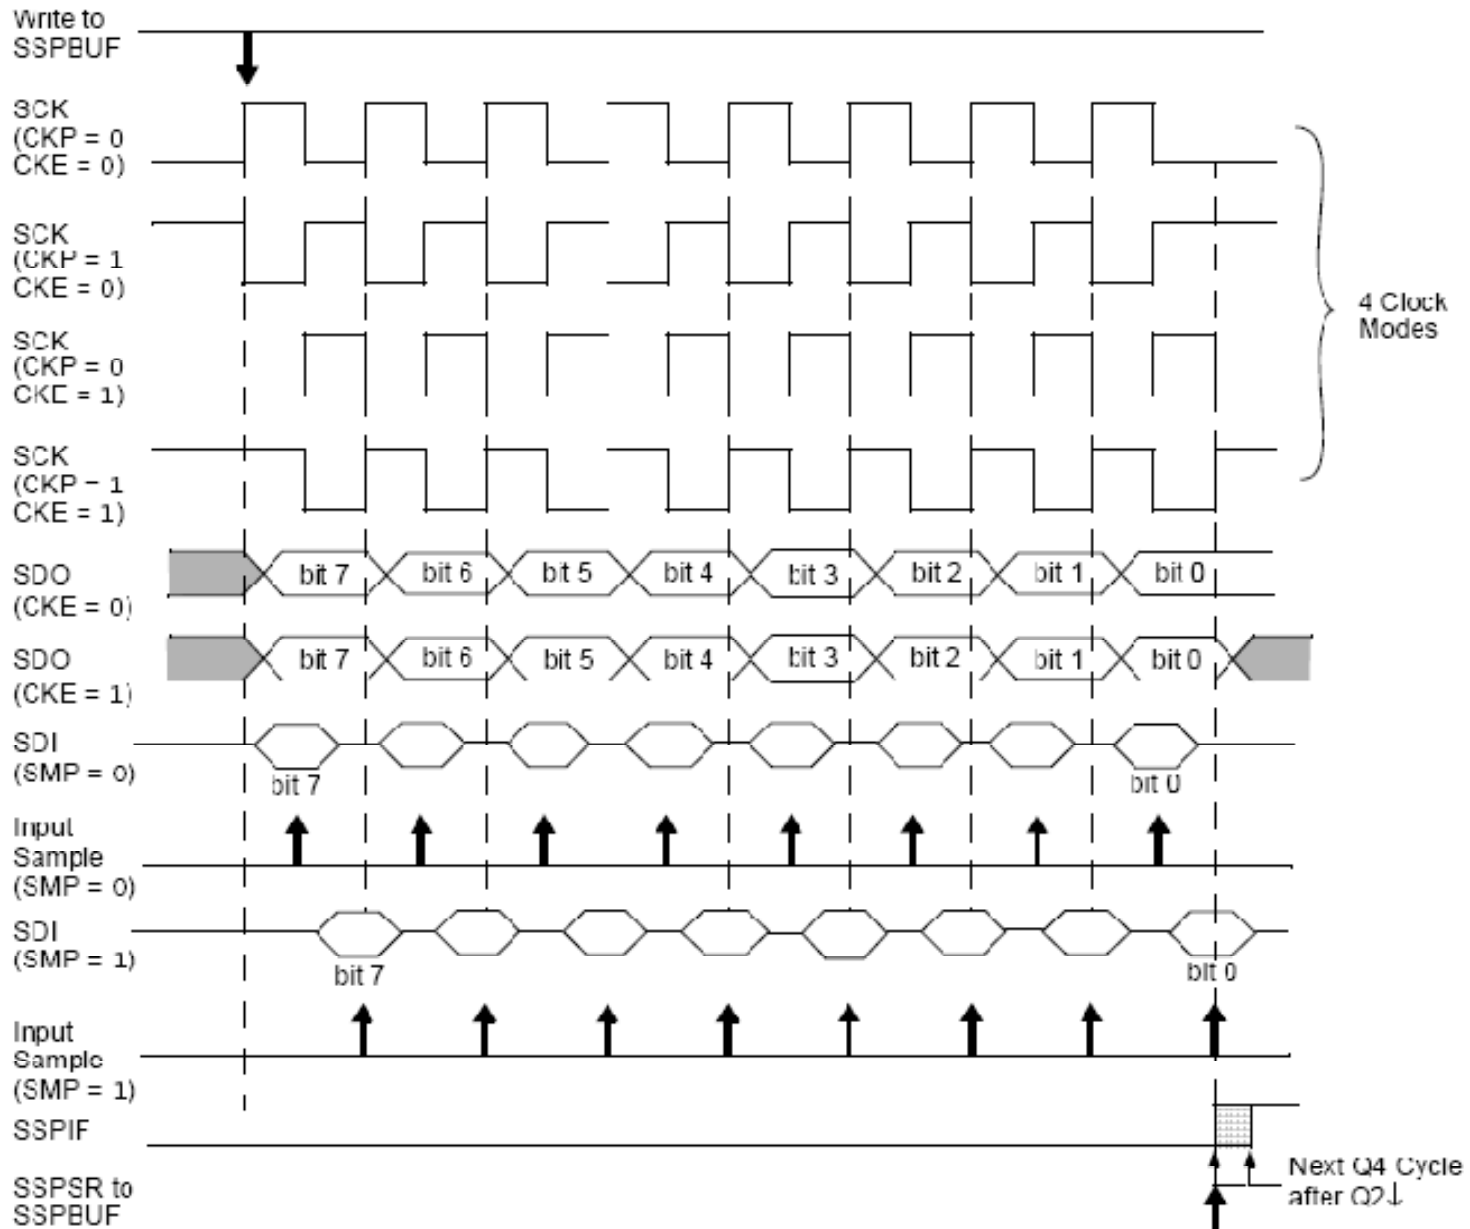 Write to
SSPBUF
SCK
(CKP = 0
CKE = 0)
SCK
(CKP = 1
CKE = 0)
SCK
(CKP = 0
CKE = 1)
4 Clock
Modes
SCK
(CKP = 1
CKE = 1)
SDO
(CKE = 0)
bit 7 bit 6 bit 5 bit 4 bit 3 bit 2 bit 1 bit 0
SDO
(CKE = 1)
bit 7 bit 6 bit 5 bit 4 bit 3 bit 2 bit 1 bit 0
SDI
(SMP = 0)
bit 7 bit 0
Input
Sample
(SMP = 0)
SDI
(SMP = 1)
bit 7 bit 0
Input
Sample
(SMP = 1)
SSPIF
Next Q4 Cycle
after Q2↓
SSPSR to
SSPBUF